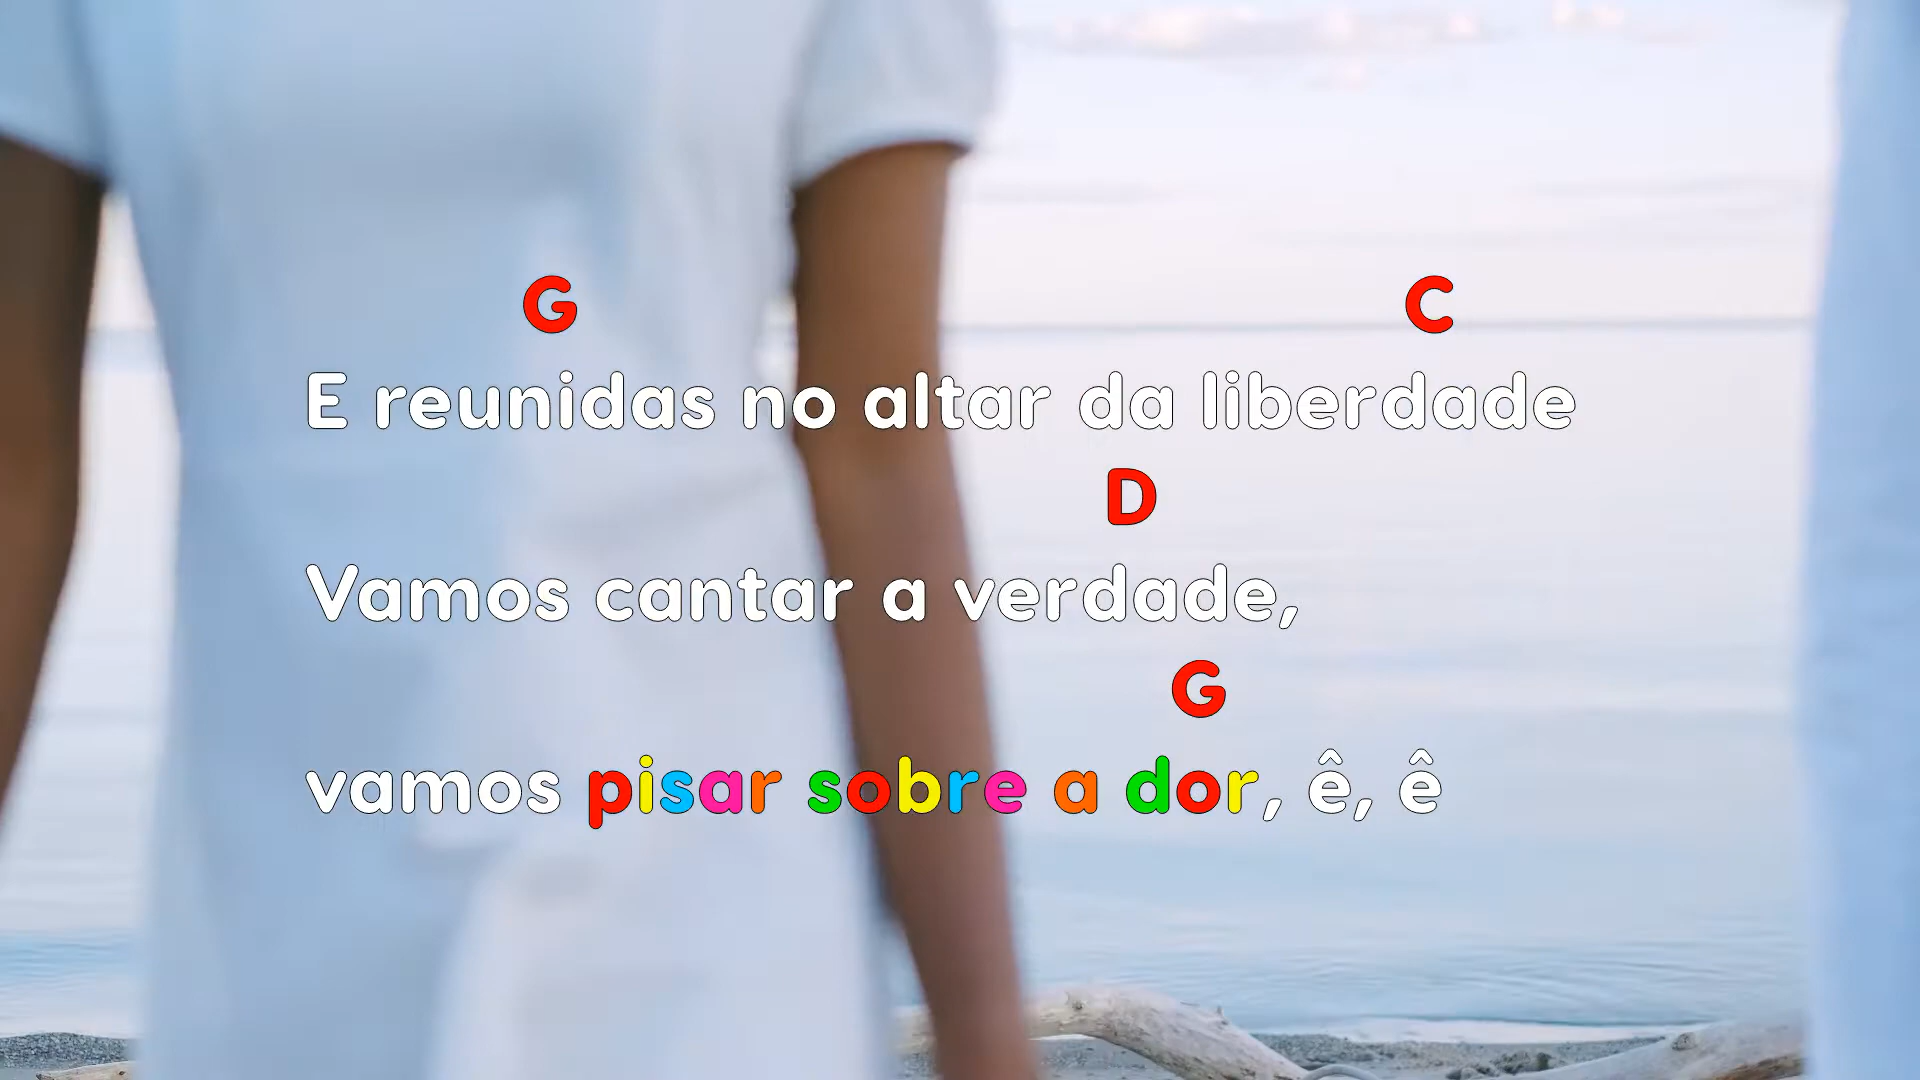 G C
E reunidas no altar da liberdade
D
Vamos cantar a verdade,
G
vamos pisar sobre a dor, ê, ê